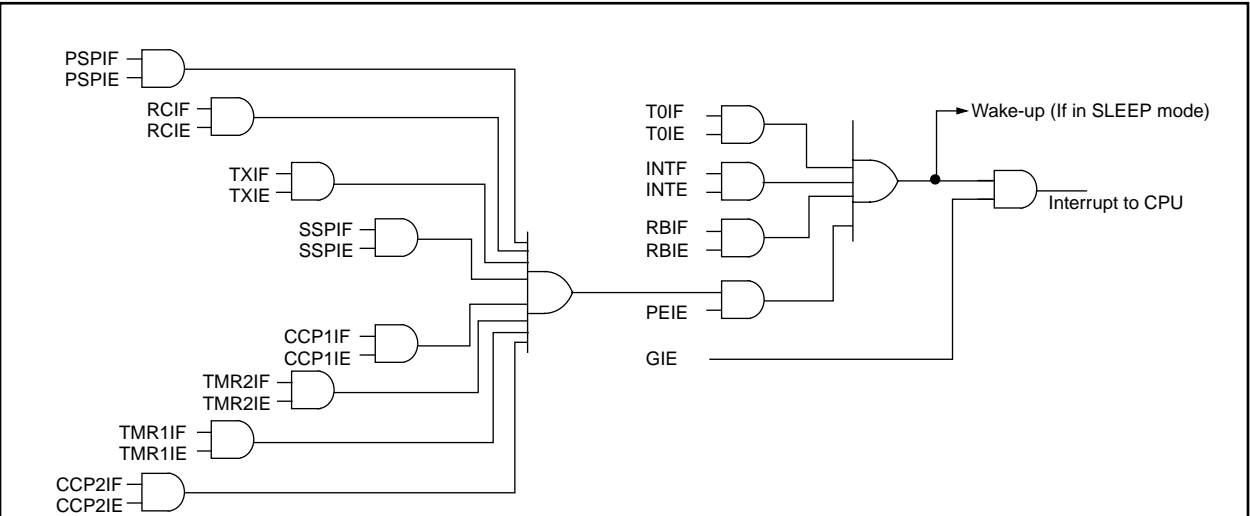 PSPIF
PSPIE
RCIF
RCIE
TXIF
TXIE
SSPIF
SSPIE
CCP1IF
CCP1IE
TMR2IF
TMR2IE
TMR1IF
TMR1IE
CCP2IF
CCP2IE
T0IF
T0IE
INTF
INTE
RBIF
RBIE
PEIE
GIE
Wake-up (If in SLEEP mode)
Interrupt to CPU